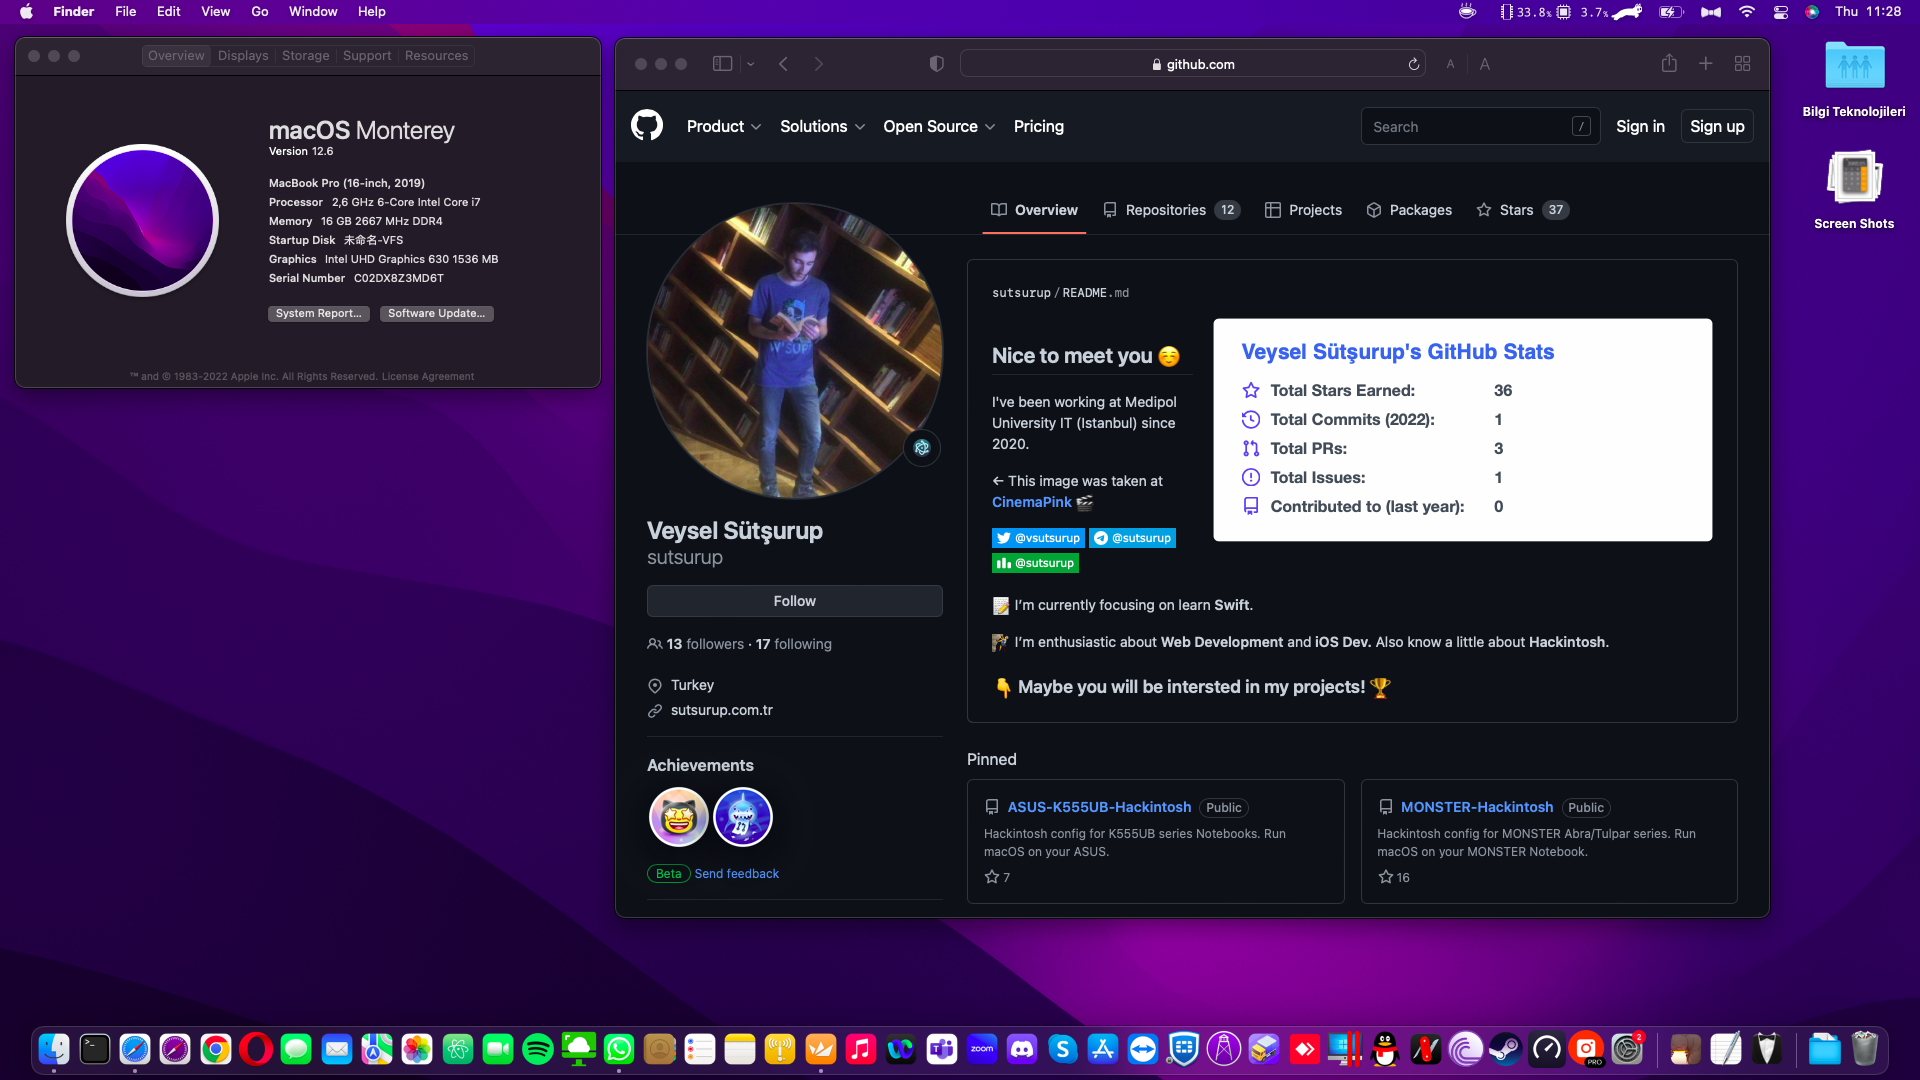 Finder File Edit View Go Window Help
33.8% 3.7% Thu 11:28
Overview Displays Storage Support Resources
macOS Monterey
Version 12.6
MacBook Pro (16-inch, 2019)
Processor 2,6 GHz 6-Core Intel Core i7
Memory 16 GB 2667 MHz DDR4
Startup Disk 未命名-VFS
Graphics Intel UHD Graphics 630 1536 MB
Serial Number C02DX8Z3MD6T
System Report... Software Update...
™ and © 1983-2022 Apple Inc. All Rights Reserved. License Agreement
github.com
A A
Product Solutions Open Source Pricing
Search /
Sign in Sign up
Overview Repositories 12 Projects Packages Stars 37
Veysel Sütşurup
sutsurup
Follow
13 followers · 17 following
Turkey
sutsurup.com.tr
Achievements
Beta Send feedback
sutsurup/README.md
Nice to meet you ☺️
I've been working at Medipol
University IT (Istanbul) since
2020.
← This image was taken at
CinemaPink 🎬
@vsutsurup @sutsurup
@sutsurup
Veysel Sütşurup's GitHub Stats
Total Stars Earned: 36
Total Commits (2022): 1
Total PRs: 3
Total Issues: 1
Contributed to (last year): 0
📝 I'm currently focusing on learn Swift.
I'm enthusiastic about Web Development and iOS Dev. Also know a little about Hackintosh.
👇 Maybe you will be intersted in my projects! 🏆
Pinned
ASUS-K555UB-Hackintosh Public
Hackintosh config for K555UB series Notebooks. Run
macOS on your ASUS.
7
MONSTER-Hackintosh Public
Hackintosh config for MONSTER Abra/Tulpar series. Run
macOS on your MONSTER Notebook.
16
Bilgi Teknolojileri
Screen Shots
zoom
PRO
2